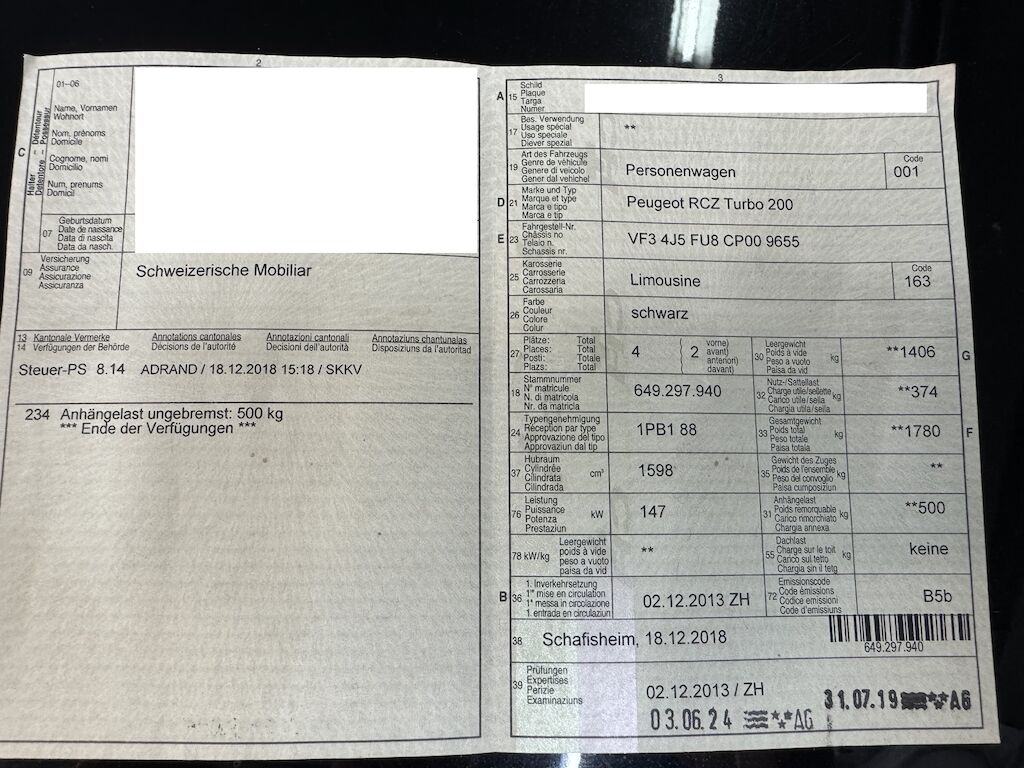 2
01–06
Name, Vornamen
Wohnort
Nom, prénoms
Domicile
Cognome, nomi
Domicilio
Num, prenums
Domicil
C
Halter – Détenteur
Détentore – Possessur
07
Geburtsdatum
Date de naissance
Data di nascita
Data da nasch.
09
Versicherung
Assurance
Assicurazione
Assicuranza
Schweizerische Mobiliar
13 Kantonale Vermerke Annotations cantonales Annotazioni cantonali Annotaziuns chantunalas
14 Verfügungen der Behörde Décisions de l'autorité Decisioni dell'autorità Disposiziuns da l'autoritad
Steuer-PS 8.14 ADRAND / 18.12.2018 15:18 / SKKV
234 Anhängelast ungebremst: 500 kg
*** Ende der Verfügungen ***
3
A 15
Schild
Plaque
Targa
Numer
17
Bes. Verwendung
Usage spécial
Uso speciale
Diever spezial
**
19
Art des Fahrzeugs
Genre de véhicule
Genere di veicolo
Gener dal vehichel
Personenwagen
Code
001
D 21
Marke und Typ
Marque et type
Marca e tipo
Marca e tip
Peugeot RCZ Turbo 200
E 23
Fahrgestell-Nr.
Châssis no
Telaio n.
Schassis nr.
VF3 4J5 FU8 CP00 9655
25
Karosserie
Carrosserie
Carrozzeria
Carossaria
Limousine
Code
163
26
Farbe
Couleur
Colore
Colur
schwarz
27
Plätze: Total
Places: Total
Posti: Totale
Plazs: Total
4
( 2
vorne)
avant)
anteriori)
davant)
30
Leergewicht
Poids à vide
Peso a vuoto
Paisa da vid
kg
**1406
G
18
Stammnummer
N° matricule
N. di matricola
Nr. da matricla
649.297.940
32
Nutz-/Sattellast
Charge utile/sellette
Carico utile/sella
Chargia utila/sella
kg
**374
24
Typengenehmigung
Réception par type
Approvazione del tipo
Approvaziun dal tip
1PB1 88
33
Gesamtgewicht
Poids total
Peso totale
Paisa totala
kg
**1780
F
37
Hubraum
Cylindrée
Cilindrata
Cilindrada
cm³
1598
35
Gewicht des Zuges
Poids de l'ensemble
Peso del convoglio
Paisa cumposiziun
kg
**
76
Leistung
Puissance
Potenza
Prestaziun
kW
147
31
Anhängelast
Poids remorquable
Carico rimorchiato
Chargia annexa
kg
**500
78 kW/kg
Leergewicht
poids à vide
peso a vuoto
paisa da vid
**
55
Dachlast
Charge sur le toit
Carico sul tetto
Chargia sin il tetg
kg
keine
B 36
1. Inverkehrsetzung
1re mise en circulation
1a messa in circolazione
1. entrada en circulaziun
02.12.2013 ZH
72
Emissionscode
Code émissions
Codice emissioni
Code d'emissiuns
B5b
38
Schafisheim, 18.12.2018
649.297.940
39
Prüfungen
Expertises
Perizie
Examinaziuns
02.12.2013 / ZH
31.07.19 AG
03.06.24 AG